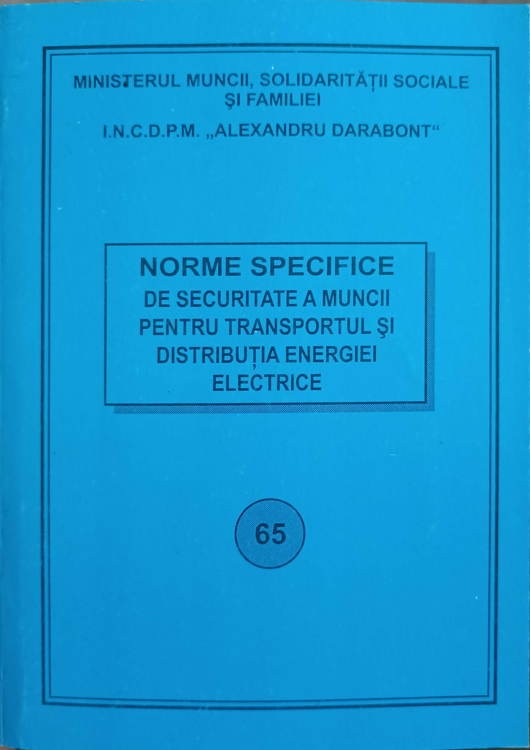 MINISTERUL MUNCII, SOLIDARITĂȚII SOCIALE
ȘI FAMILIEI
I.N.C.D.P.M. „ALEXANDRU DARABONT“
NORME SPECIFICE
DE SECURITATE A MUNCII
PENTRU TRANSPORTUL ȘI
DISTRIBUȚIA ENERGIEI
ELECTRICE
65